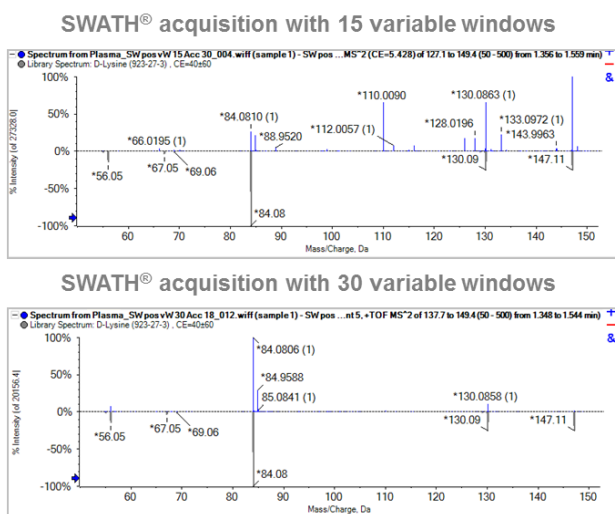 SWATH® acquisition with 15 variable windows
Spectrum from Plasma_SW pos vW 15 Acc 30_004.wiff (sample 1) - SW pos ...MS^2 (CE=5.428) of 127.1 to 149.4 (50 - 500) from 1.356 to 1.559 min)
Library Spectrum: D-Lysine (923-27-3) , CE=40±60
% Intensity (of 27328.0)
100%
50%
0%
-50%
-100%
*110.0090
*130.0863 (1)
*84.0810 (1)
*128.0196
*133.0972 (1)
*66.0195 (1)
*88.9520
*112.0057 (1)
*143.9963
*56.05
*67.05
*69.06
*130.09
*147.11
*84.08
60 70 80 90 100 110 120 130 140 150
Mass/Charge, Da
SWATH® acquisition with 30 variable windows
Spectrum from Plasma_SW pos vW 30 Acc 18_012.wiff (sample 1) - SW pos ...nt 5, +TOF MS^2 of 137.7 to 149.4 (50 - 500) from 1.348 to 1.544 min)
Library Spectrum: D-Lysine (923-27-3) , CE=40±60
% Intensity (of 20156.4)
100%
50%
0%
-50%
-100%
*84.0806 (1)
*84.9588
85.0841 (1)
*130.0858 (1)
*56.05
*67.05
*69.06
*130.09
*147.11
*84.08
60 70 80 90 100 110 120 130 140 150
Mass/Charge, Da